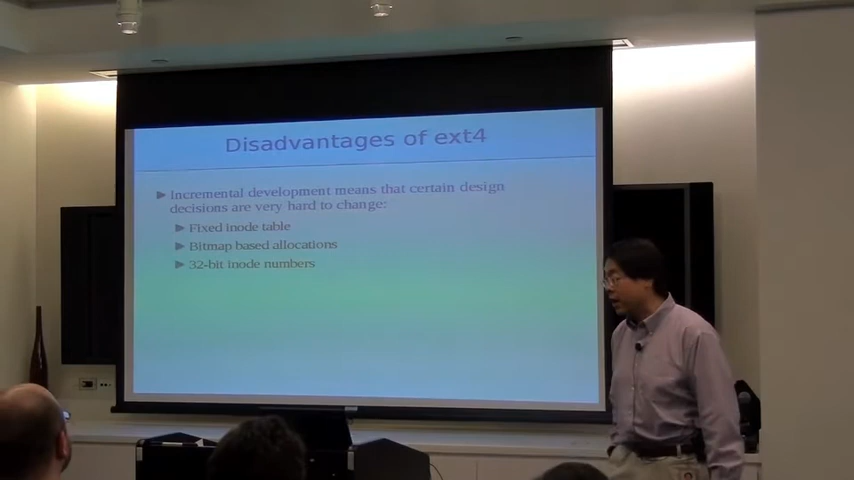 Disadvantages of ext4
Incremental development means that certain design
decisions are very hard to change:
Fixed inode table
Bitmap based allocations
32-bit inode numbers